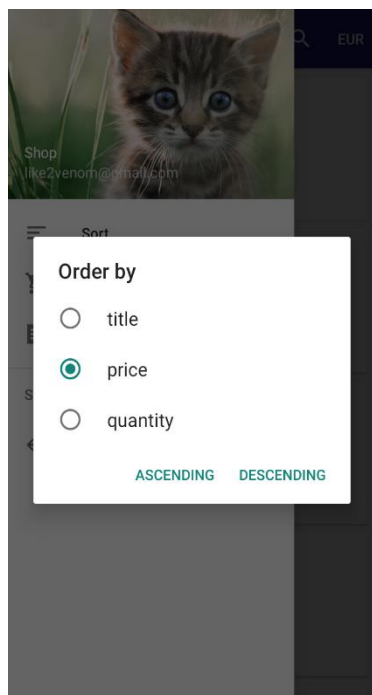 EUR
Shop
like2venom@gmail.com
Sort
Order by
title
price
quantity
ASCENDING
DESCENDING